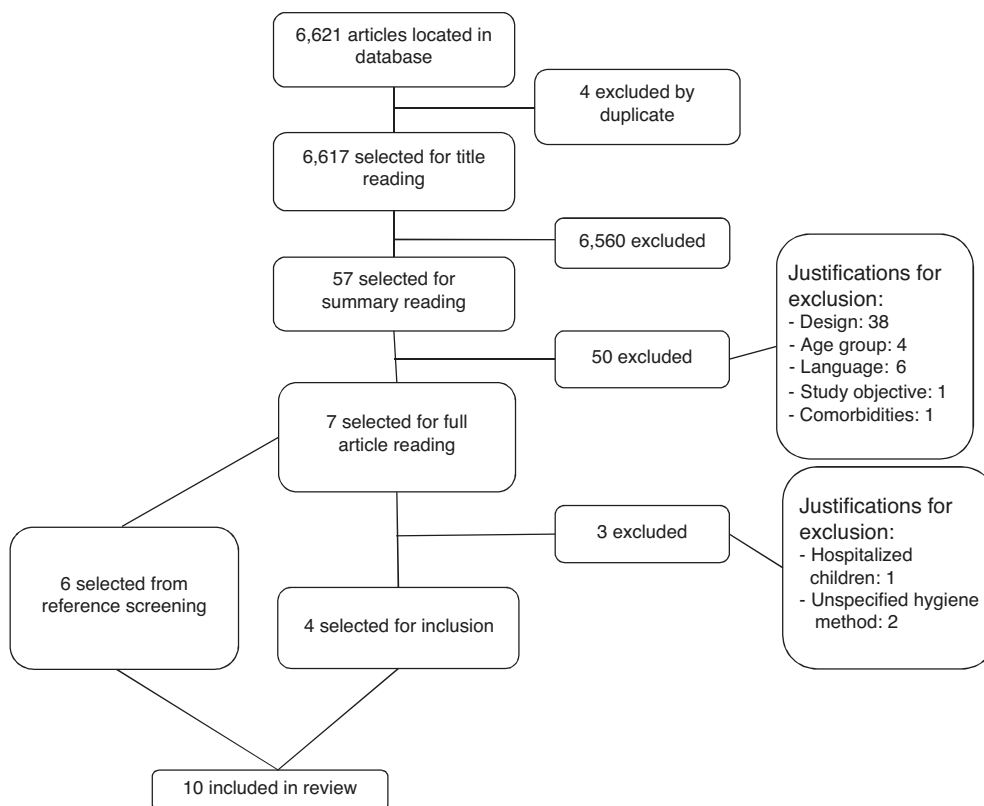 6,621 articles located in
database
4 excluded by
duplicate
6,617 selected for title
reading
6,560 excluded
57 selected for
summary reading
Justifications for
exclusion:
- Design: 38
- Age group: 4
- Language: 6
- Study objective: 1
- Comorbidities: 1
50 excluded
7 selected for full
article reading
3 excluded
Justifications for
exclusion:
- Hospitalized
children: 1
- Unspecified hygiene
method: 2
6 selected from
reference screening
4 selected for inclusion
10 included in review